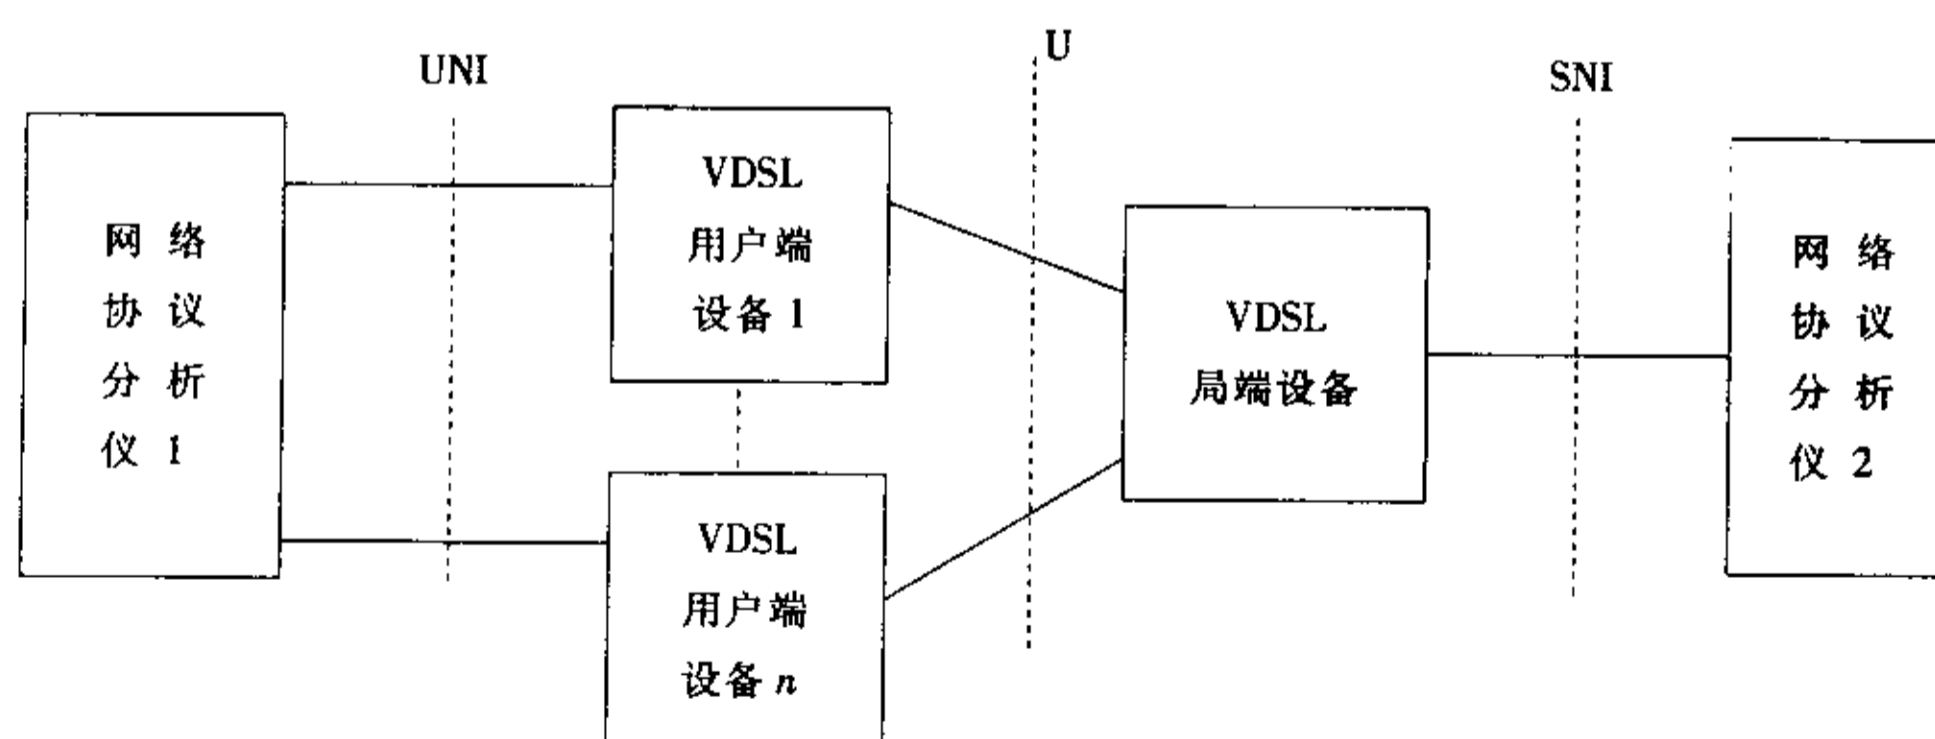 UNI
U
SNI
网 络
协 议
分 析
仪 1
VDSL
用户端
设备 1
VDSL
用户端
设备 n
VDSL
局端设备
网 络
协 议
分 析
仪 2